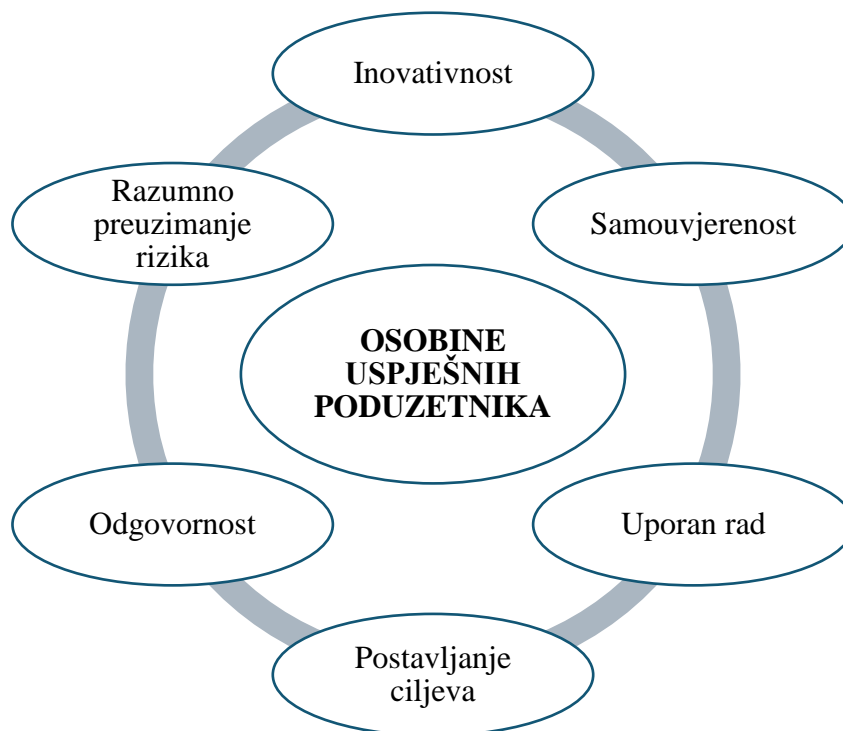 Inovativnost
Samouvjerenost
Uporan rad
Postavljanje
ciljeva
Odgovornost
Razumno
preuzimanje
rizika
OSOBINE
USPJEŠNIH
PODUZETNIKA